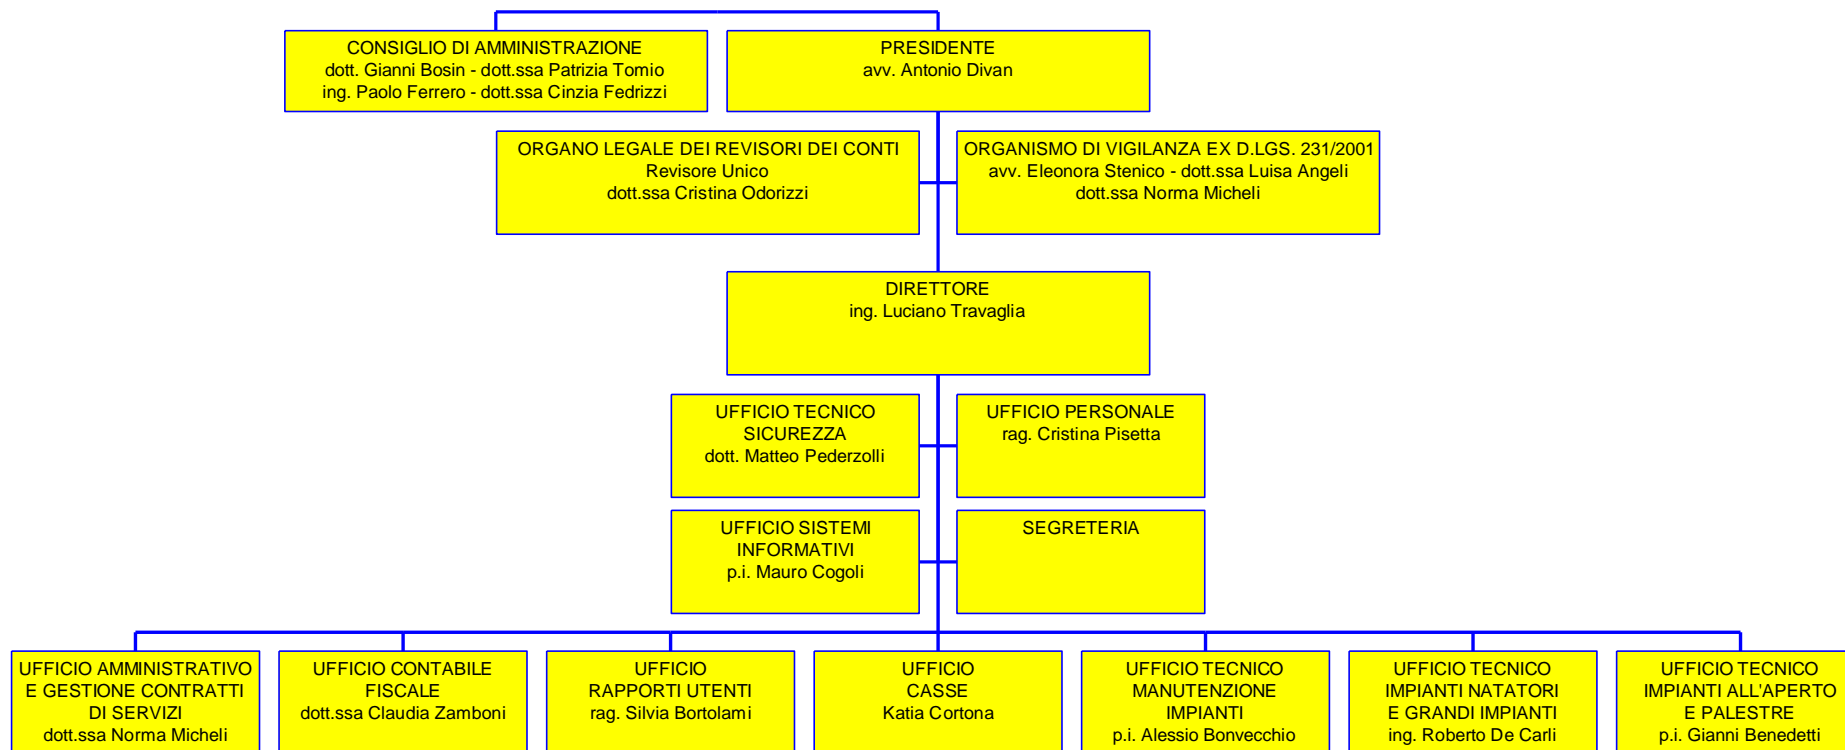 CONSIGLIO DI AMMINISTRAZIONE
dott. Gianni Bosin - dott.ssa Patrizia Tomio
ing. Paolo Ferrero - dott.ssa Cinzia Fedrizzi
PRESIDENTE
avv. Antonio Divan
ORGANO LEGALE DEI REVISORI DEI CONTI
Revisore Unico
dott.ssa Cristina Odorizzi
ORGANISMO DI VIGILANZA EX D.LGS. 231/2001
avv. Eleonora Stenico - dott.ssa Luisa Angeli
dott.ssa Norma Micheli
DIRETTORE
ing. Luciano Travaglia
UFFICIO TECNICO
SICUREZZA
dott. Matteo Pederzolli
UFFICIO PERSONALE
rag. Cristina Pisetta
UFFICIO SISTEMI
INFORMATIVI
p.i. Mauro Cogoli
SEGRETERIA
UFFICIO AMMINISTRATIVO
E GESTIONE CONTRATTI
DI SERVIZI
dott.ssa Norma Micheli
UFFICIO CONTABILE
FISCALE
dott.ssa Claudia Zamboni
UFFICIO
RAPPORTI UTENTI
rag. Silvia Bortolami
UFFICIO
CASSE
Katia Cortona
UFFICIO TECNICO
MANUTENZIONE
IMPIANTI
p.i. Alessio Bonvecchio
UFFICIO TECNICO
IMPIANTI NATATORI
E GRANDI IMPIANTI
ing. Roberto De Carli
UFFICIO TECNICO
IMPIANTI ALL'APERTO
E PALESTRE
p.i. Gianni Benedetti